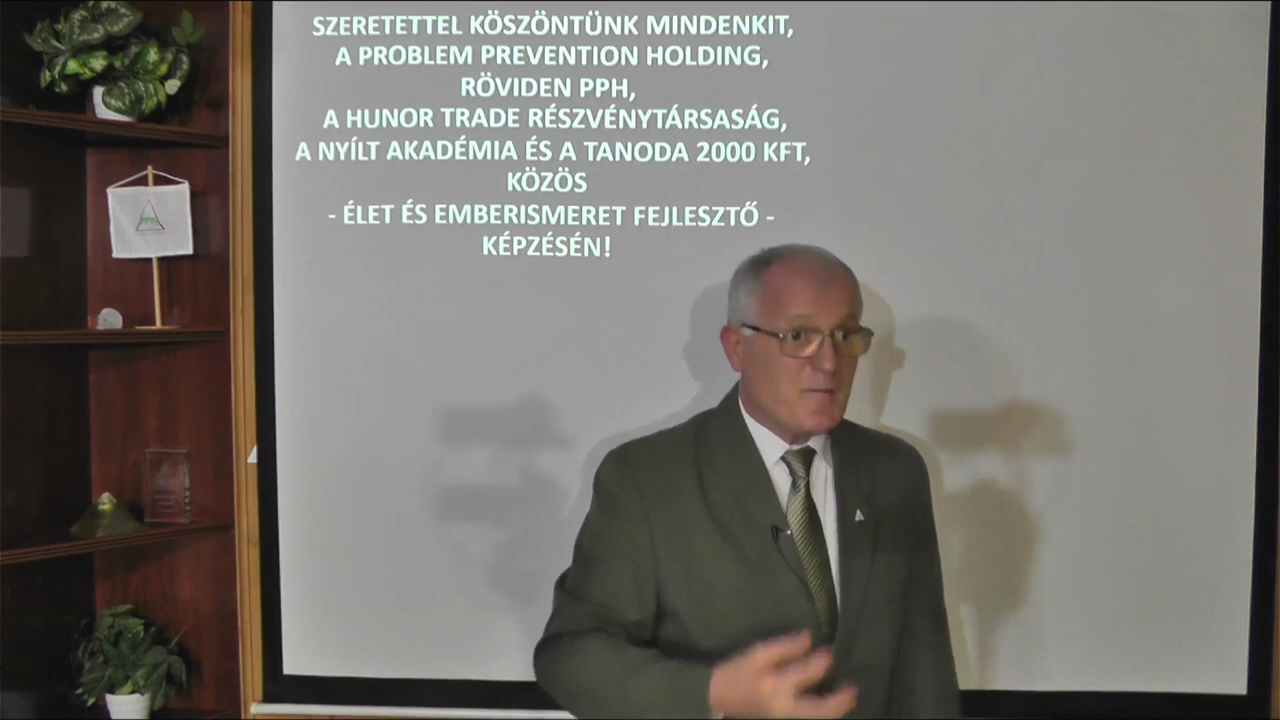 SZERETETTEL KÖSZÖNTÜNK MINDENKIT,
A PROBLEM PREVENTION HOLDING,
RÖVIDEN PPH,
A HUNOR TRADE RÉSZVÉNYTÁRSASÁG,
A NYÍLT AKADÉMIA ÉS A TANODA 2000 KFT,
KÖZÖS
- ÉLET ÉS EMBERISMERET FEJLESZTŐ -
KÉPZÉSÉN!